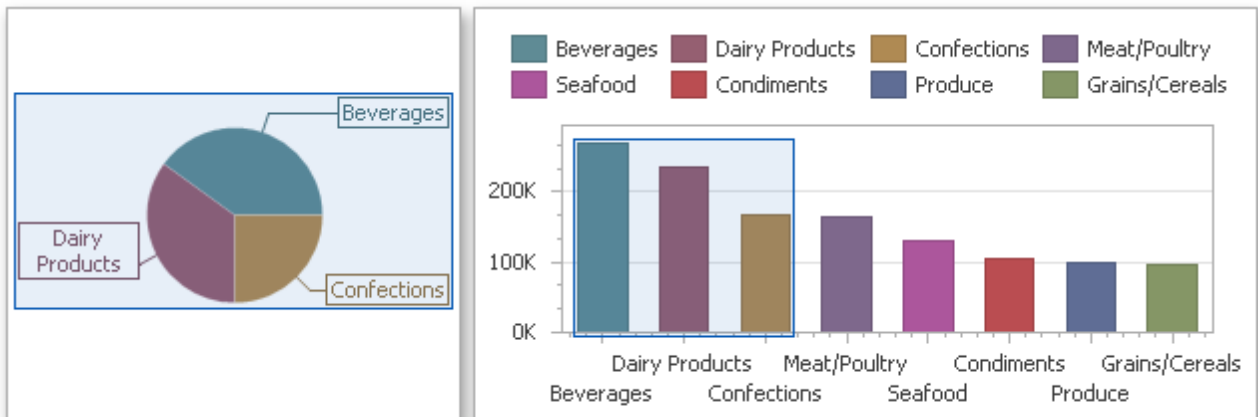 Beverages
Dairy
Products
Confections
Beverages Dairy Products Confections Meat/Poultry
Seafood Condiments Produce Grains/Cereals
200K
100K
0K
Dairy Products Meat/Poultry Condiments Grains/Cereals
Beverages Confections Seafood Produce